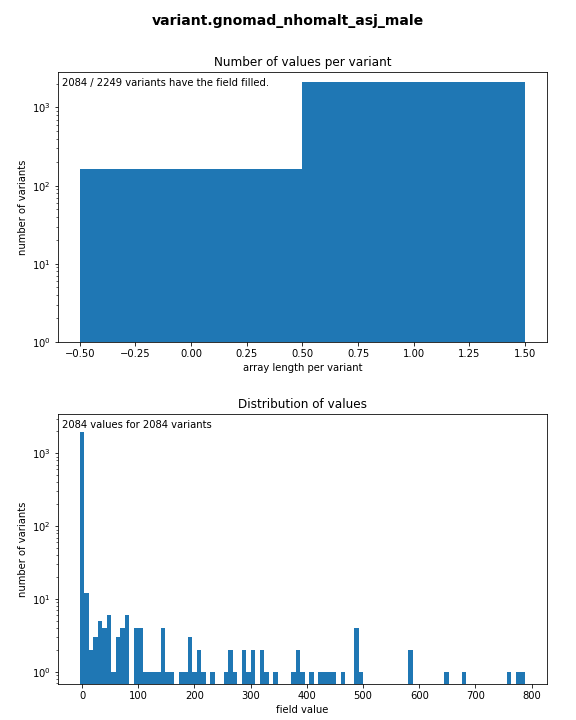 variant.gnomad_nhomalt_asj_male
Number of values per variant
2084 / 2249 variants have the field filled.
10³
10²
10¹
10⁰
number of variants
−0.50 −0.25 0.00 0.25 0.50 0.75 1.00 1.25 1.50
array length per variant
Distribution of values
2084 values for 2084 variants
10³
10²
10¹
10⁰
number of variants
0 100 200 300 400 500 600 700 800
field value